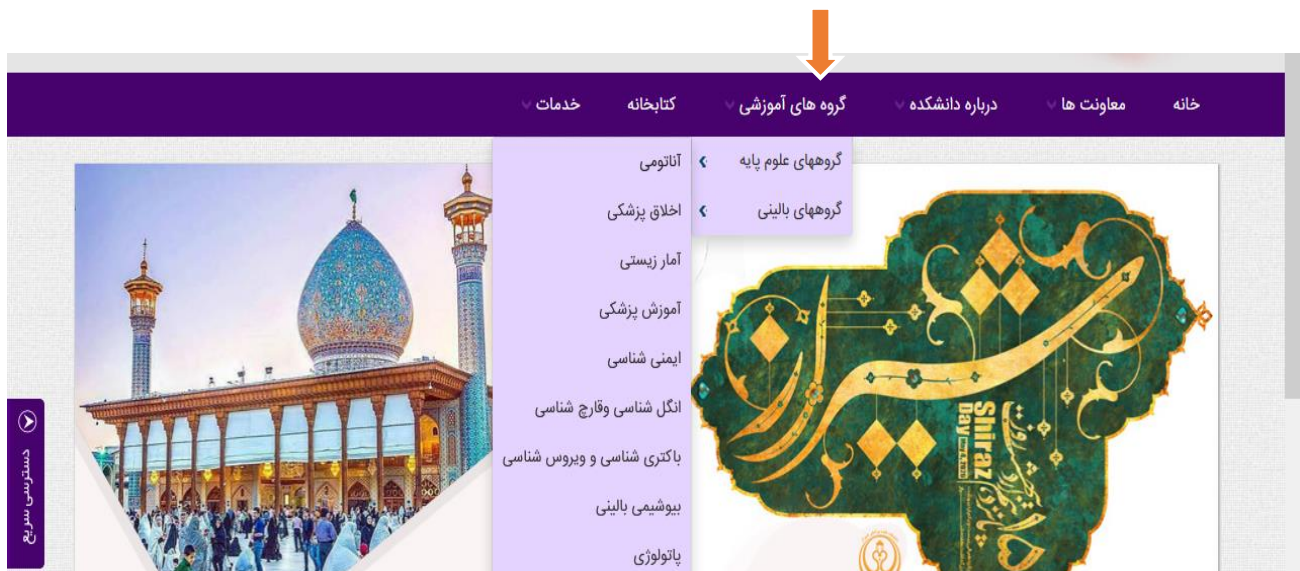 خانه
معاونت ها
درباره دانشکده
گروه های آموزشی
کتابخانه
خدمات
گروههای علوم پایه
گروههای بالینی
آناتومی
اخلاق پزشکی
آمار زیستی
آموزش پزشکی
ایمنی شناسی
انگل شناسی وقارچ شناسی
باکتری شناسی و ویروس شناسی
بیوشیمی بالینی
پاتولوژی
شیراز
Shiraz
Day
دسترسی سریع